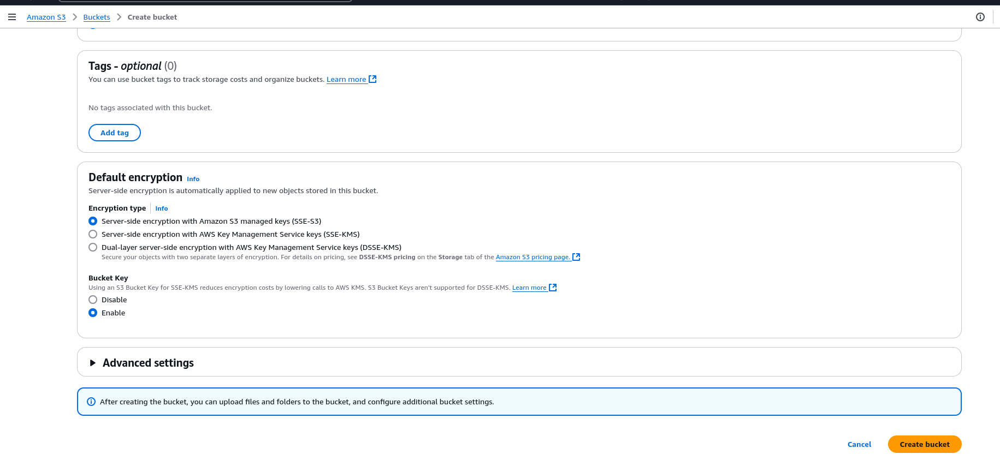 Amazon S3 > Buckets > Create bucket
Tags - optional (0)
You can use bucket tags to track storage costs and organize buckets. Learn more
No tags associated with this bucket.
Add tag
Default encryption Info
Server-side encryption is automatically applied to new objects stored in this bucket.
Encryption type Info
Server-side encryption with Amazon S3 managed keys (SSE-S3)
Server-side encryption with AWS Key Management Service keys (SSE-KMS)
Dual-layer server-side encryption with AWS Key Management Service keys (DSSE-KMS)
Secure your objects with two separate layers of encryption. For details on pricing, see DSSE-KMS pricing on the Storage tab of the Amazon S3 pricing page.
Bucket Key
Using an S3 Bucket Key for SSE-KMS reduces encryption costs by lowering calls to AWS KMS. S3 Bucket Keys aren't supported for DSSE-KMS. Learn more
Disable
Enable
Advanced settings
After creating the bucket, you can upload files and folders to the bucket, and configure additional bucket settings.
Cancel Create bucket